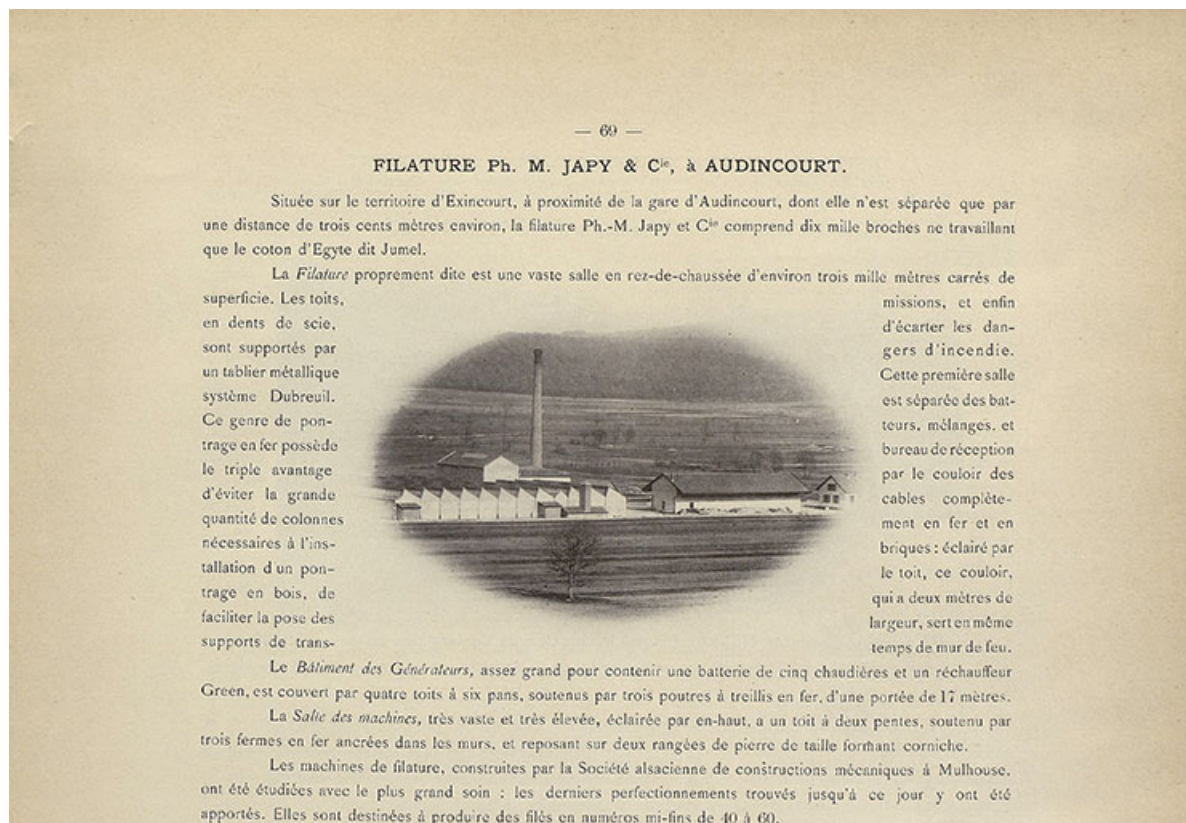 — 69 —
FILATURE Ph. M. JAPY & Cie, à AUDINCOURT.
Située sur le territoire d'Exincourt, à proximité de la gare d'Audincourt, dont elle n'est séparée que par
une distance de trois cents mètres environ, la filature Ph.-M. Japy et Cie comprend dix mille broches ne travaillant
que le coton d'Egyte dit Jumel.
La Filature proprement dite est une vaste salle en rez-de-chaussée d'environ trois mille mètres carrés de
superficie. Les toits,
en dents de scie,
sont supportés par
un tablier métallique
système Dubreuil.
Ce genre de pon-
trage en fer possède
le triple avantage
d'éviter la grande
quantité de colonnes
nécessaires à l'ins-
tallation d'un pon-
trage en bois, de
faciliter la pose des
supports de trans-
missions, et enfin
d'écarter les dan-
gers d'incendie.
Cette première salle
est séparée des bat-
teurs, mélanges, et
bureau de réception
par le couloir des
cables complète-
ment en fer et en
briques : éclairé par
le toit, ce couloir,
qui a deux mètres de
largeur, sert en même
temps de mur de feu.
Le Bâtiment des Générateurs, assez grand pour contenir une batterie de cinq chaudières et un réchauffeur
Green, est couvert par quatre toits à six pans, soutenus par trois poutres à treillis en fer, d'une portée de 17 mètres.
La Salle des machines, très vaste et très élevée, éclairée par en-haut, a un toit à deux pentes, soutenu par
trois fermes en fer ancrées dans les murs, et reposant sur deux rangées de pierre de taille formant corniche.
Les machines de filature, construites par la Société alsacienne de constructions mécaniques à Mulhouse,
ont été étudiées avec le plus grand soin : les derniers perfectionnements trouvés jusqu'à ce jour y ont été
apportés. Elles sont destinées à produire des filés en numéros mi-fins de 40 à 60.